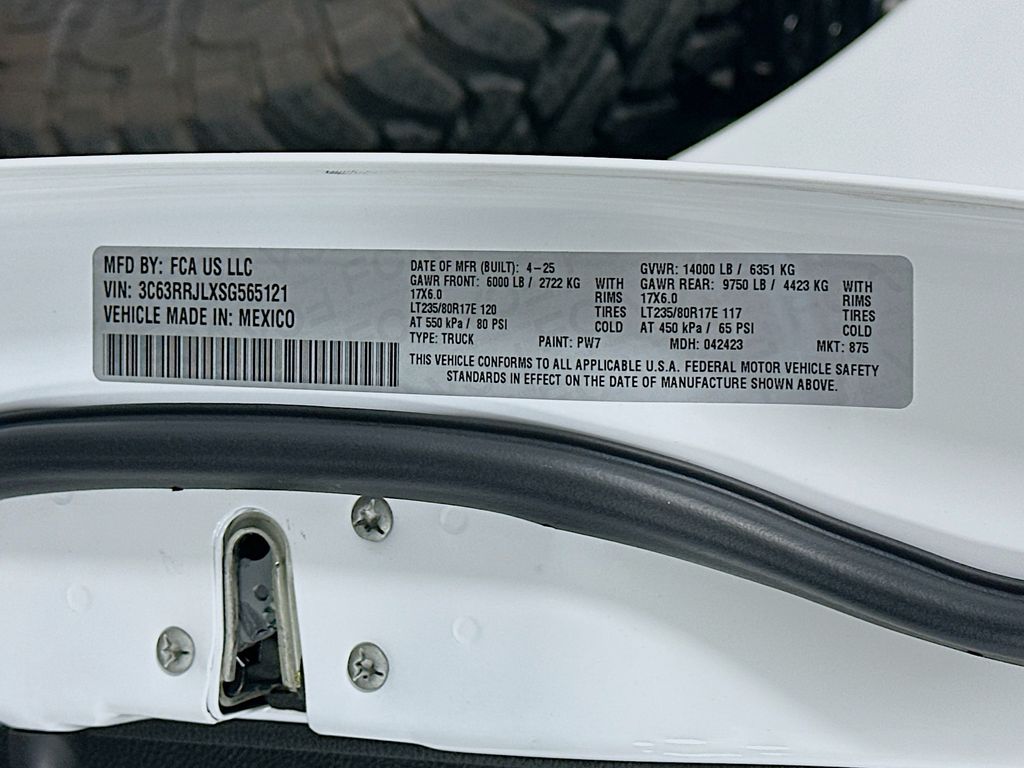 MFD BY: FCA US LLC
VIN: 3C63RRJLXSG565121
VEHICLE MADE IN: MEXICO
DATE OF MFR (BUILT): 4-25
GAWR FRONT: 6000 LB / 2722 KG WITH
17X6.0 RIMS
LT235/80R17E 120 TIRES
AT 550 kPa / 80 PSI COLD
GVWR: 14000 LB / 6351 KG
GAWR REAR: 9750 LB / 4423 KG WITH
17X6.0 RIMS
LT235/80R17E 117 TIRES
AT 450 kPa / 65 PSI COLD
TYPE: TRUCK PAINT: PW7 MDH: 042423 MKT: 875
THIS VEHICLE CONFORMS TO ALL APPLICABLE U.S.A. FEDERAL MOTOR VEHICLE SAFETY
STANDARDS IN EFFECT ON THE DATE OF MANUFACTURE SHOWN ABOVE.